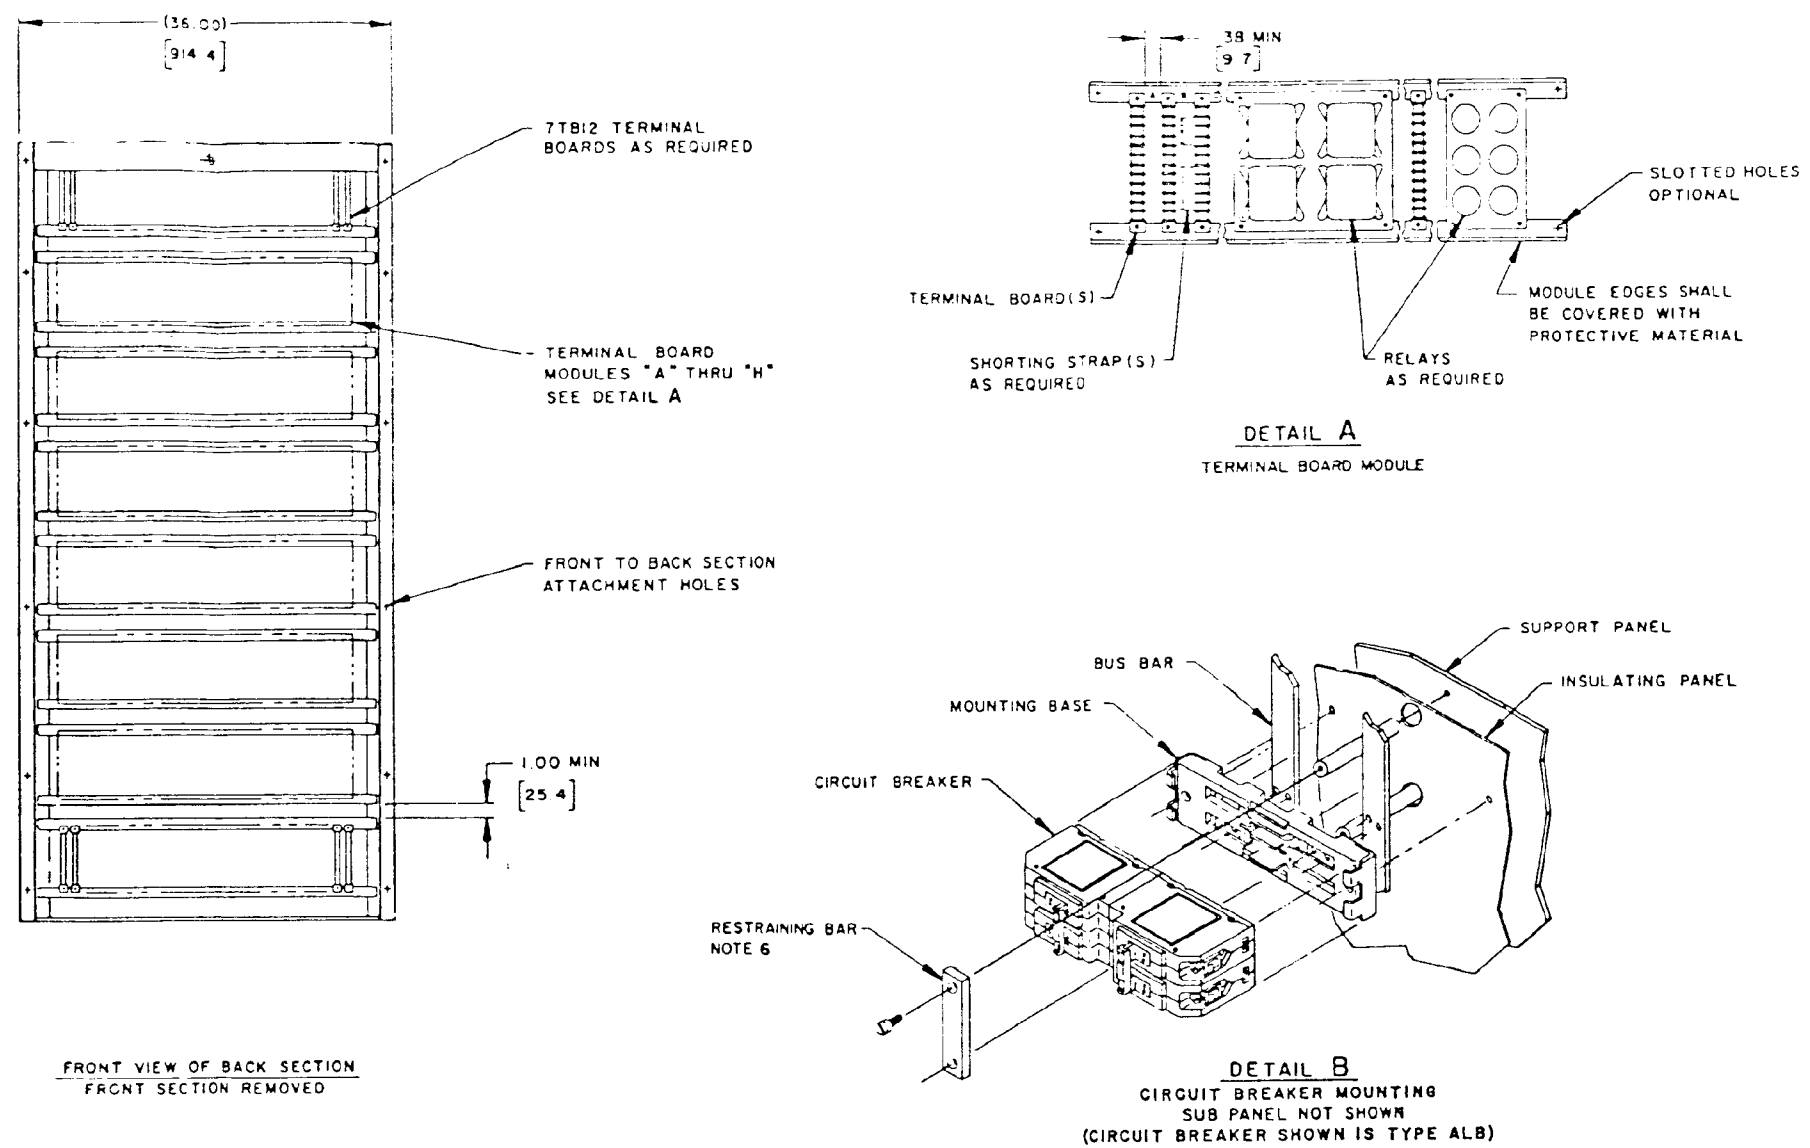 (36.00)
[914.4]
7TB12 TERMINAL
BOARDS AS REQUIRED
TERMINAL BOARD
MODULES "A" THRU "H"
SEE DETAIL A
FRONT TO BACK SECTION
ATTACHMENT HOLES
1.00 MIN
[25.4]
FRONT VIEW OF BACK SECTION
FRONT SECTION REMOVED
.38 MIN
[9.7]
SLOTTED HOLES
OPTIONAL
TERMINAL BOARD(S)
MODULE EDGES SHALL
BE COVERED WITH
PROTECTIVE MATERIAL
SHORTING STRAP(S)
AS REQUIRED
RELAYS
AS REQUIRED
DETAIL A
TERMINAL BOARD MODULE
SUPPORT PANEL
BUS BAR
INSULATING PANEL
MOUNTING BASE
CIRCUIT BREAKER
RESTRAINING BAR
NOTE 6
DETAIL B
CIRCUIT BREAKER MOUNTING
SUB PANEL NOT SHOWN
(CIRCUIT BREAKER SHOWN IS TYPE ALB)